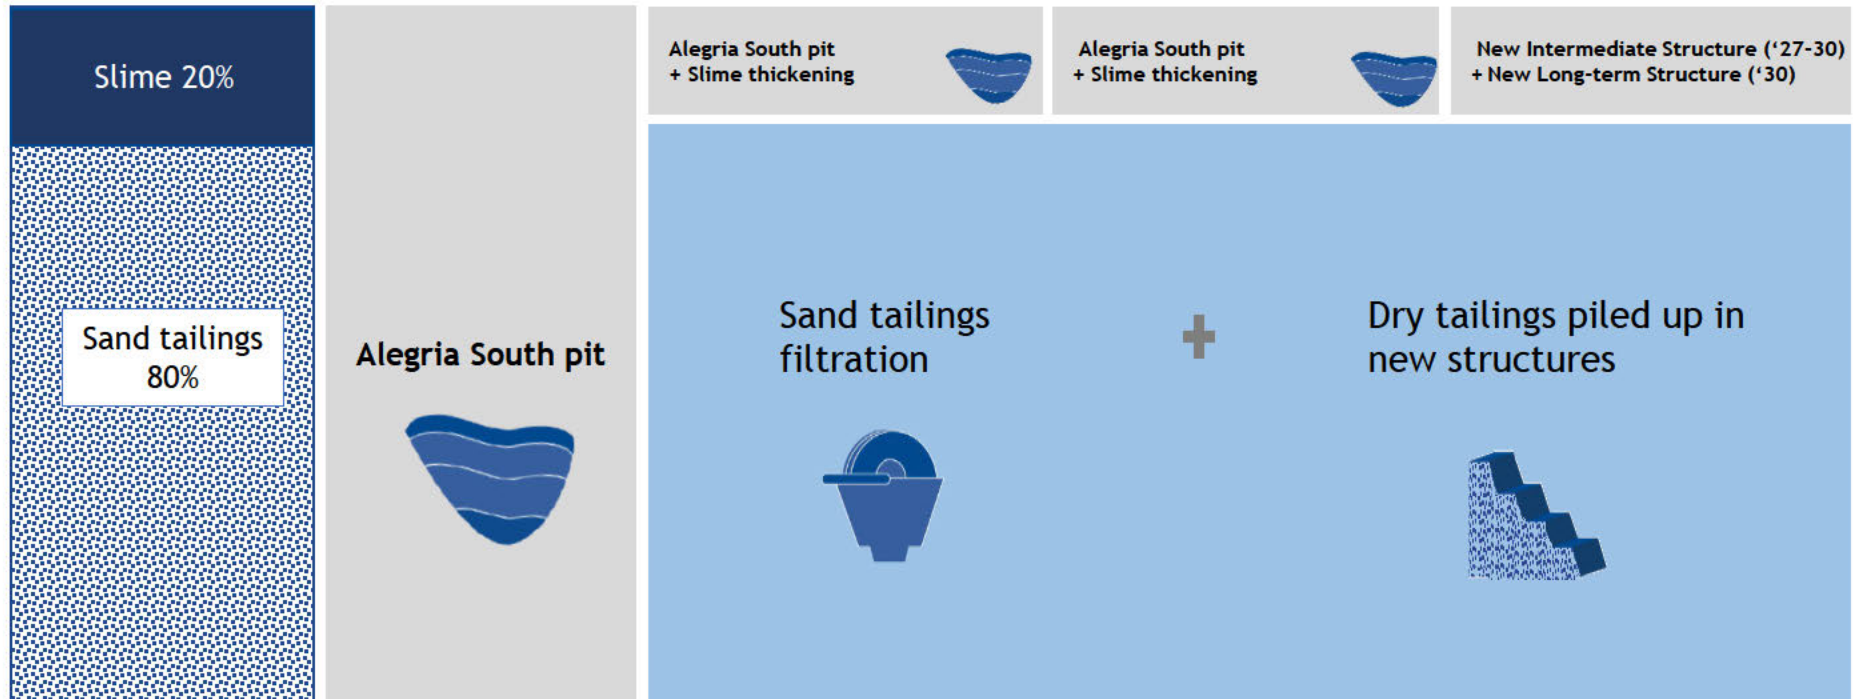 Slime 20%
Sand tailings
80%
Alegria South pit
Alegria South pit
+ Slime thickening
Alegria South pit
+ Slime thickening
New Intermediate Structure (‘27-30)
+ New Long-term Structure (‘30)
Sand tailings
filtration
+
Dry tailings piled up in
new structures